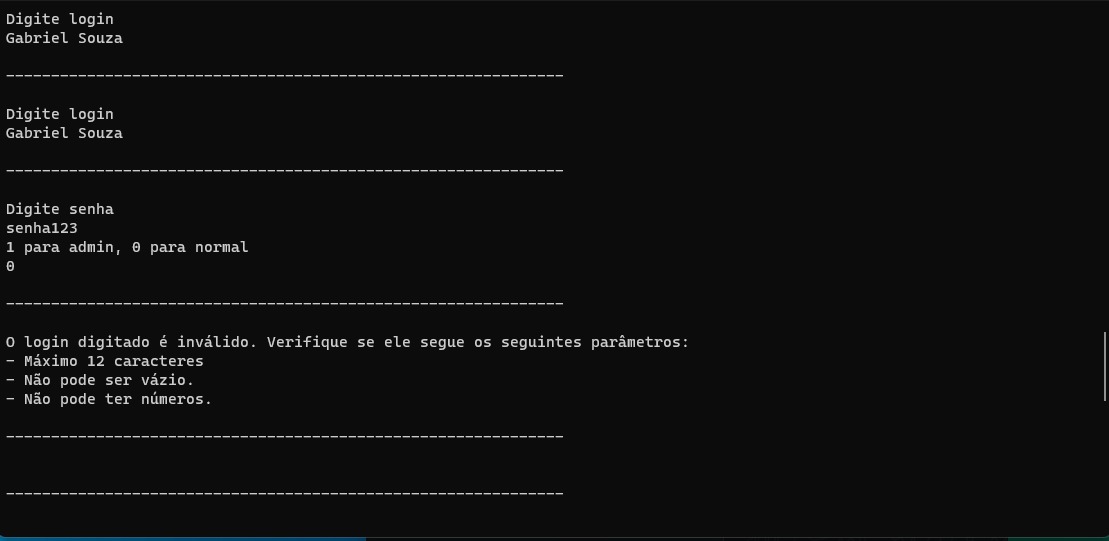 Digite login
Gabriel Souza
--------------------------------------------------------------
Digite login
Gabriel Souza
--------------------------------------------------------------
Digite senha
senha123
1 para admin, 0 para normal
0
--------------------------------------------------------------
O login digitado é inválido. Verifique se ele segue os seguintes parâmetros:
- Máximo 12 caracteres
- Não pode ser vázio.
- Não pode ter números.
--------------------------------------------------------------
--------------------------------------------------------------